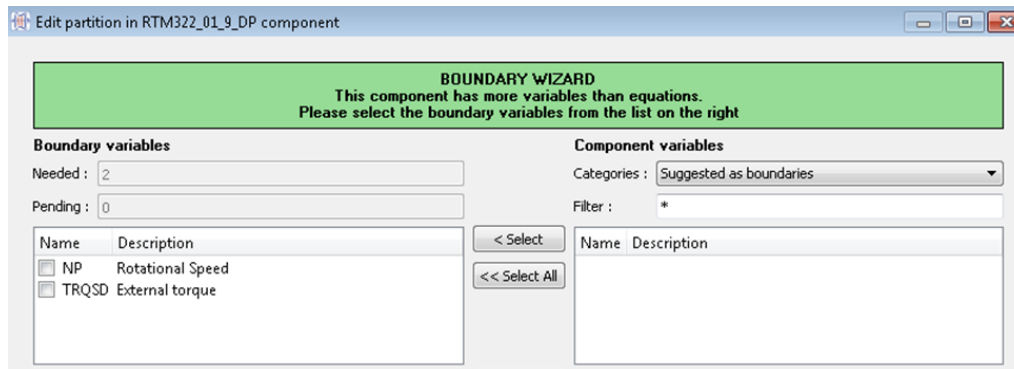 Edit partition in RTM322_01_9_DP component
BOUNDARY WIZARD
This component has more variables than equations.
Please select the boundary variables from the list on the right
Boundary variables
Needed : 2
Pending : 0
Name Description
NP Rotational Speed
TRQSD External torque
< Select
<< Select All
Component variables
Categories : Suggested as boundaries
Filter : *
Name Description